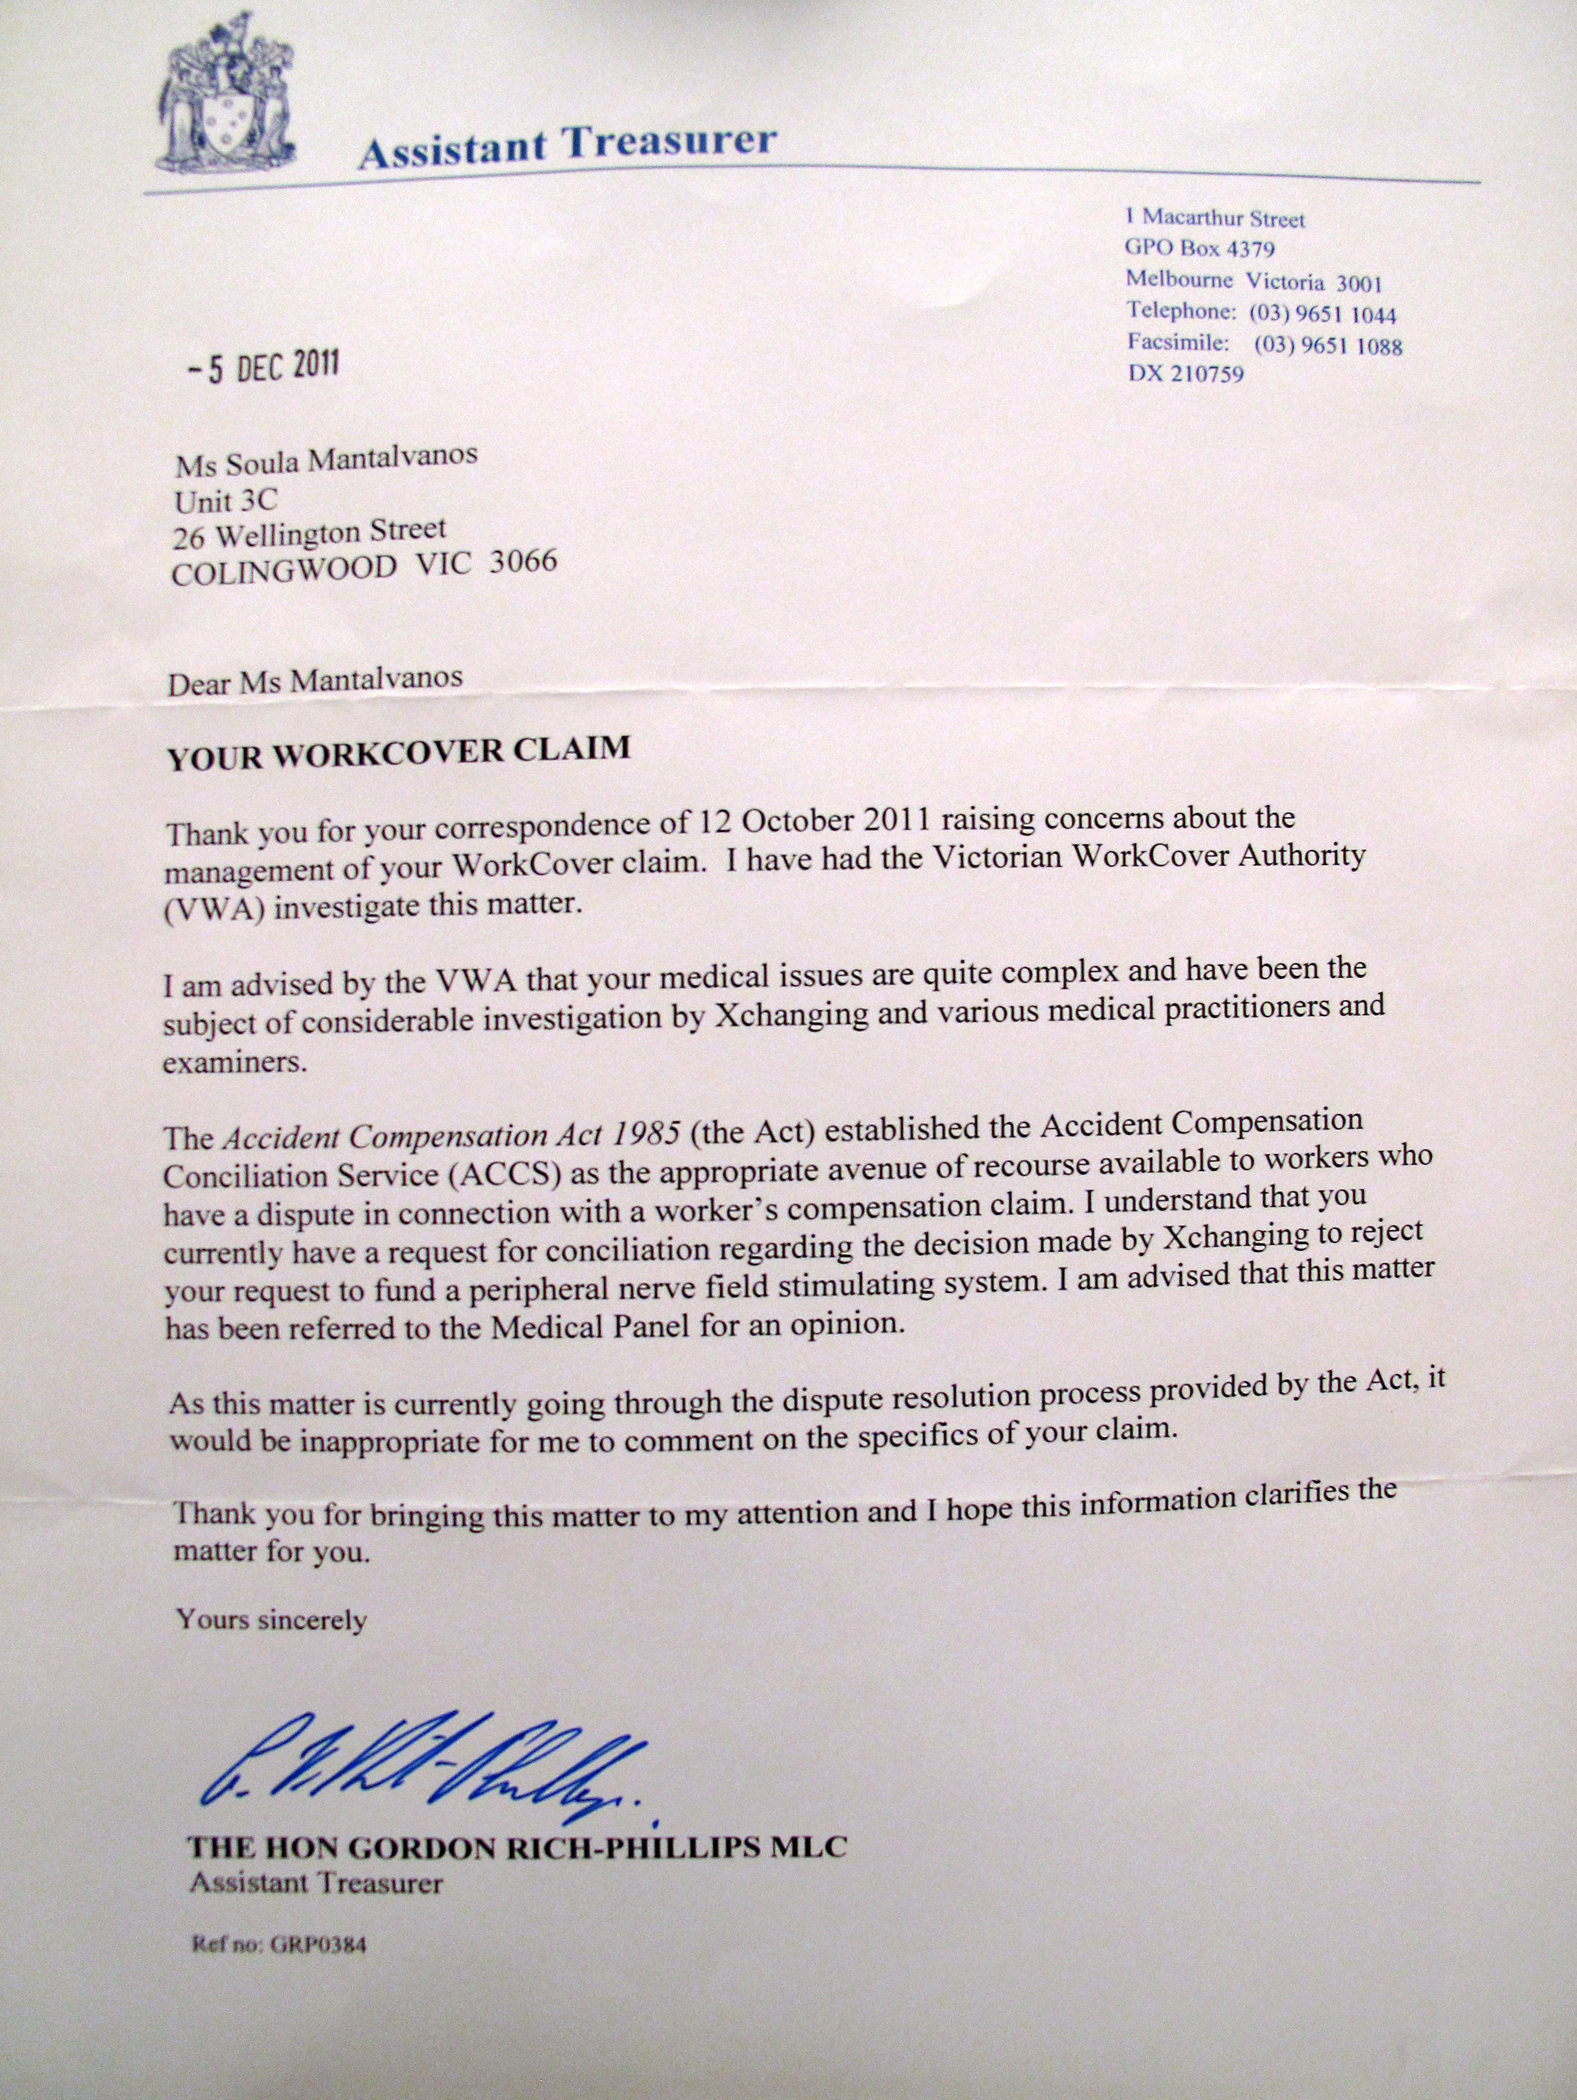 Assistant Treasurer
1 Macarthur Street
GPO Box 4379
Melbourne Victoria 3001
Telephone: (03) 9651 1044
Facsimile: (03) 9651 1088
DX 210759
-5 DEC 2011
Ms Soula Mantalvanos
Unit 3C
26 Wellington Street
COLINGWOOD VIC 3066
Dear Ms Mantalvanos
YOUR WORKCOVER CLAIM
Thank you for your correspondence of 12 October 2011 raising concerns about the
management of your WorkCover claim. I have had the Victorian WorkCover Authority
(VWA) investigate this matter.
I am advised by the VWA that your medical issues are quite complex and have been the
subject of considerable investigation by Xchanging and various medical practitioners and
examiners.
The Accident Compensation Act 1985 (the Act) established the Accident Compensation
Conciliation Service (ACCS) as the appropriate avenue of recourse available to workers who
have a dispute in connection with a worker's compensation claim. I understand that you
currently have a request for conciliation regarding the decision made by Xchanging to reject
your request to fund a peripheral nerve field stimulating system. I am advised that this matter
has been referred to the Medical Panel for an opinion.
As this matter is currently going through the dispute resolution process provided by the Act, it
would be inappropriate for me to comment on the specifics of your claim.
Thank you for bringing this matter to my attention and I hope this information clarifies the
matter for you.
Yours sincerely
THE HON GORDON RICH-PHILLIPS MLC
Assistant Treasurer
Ref no: GRP0384